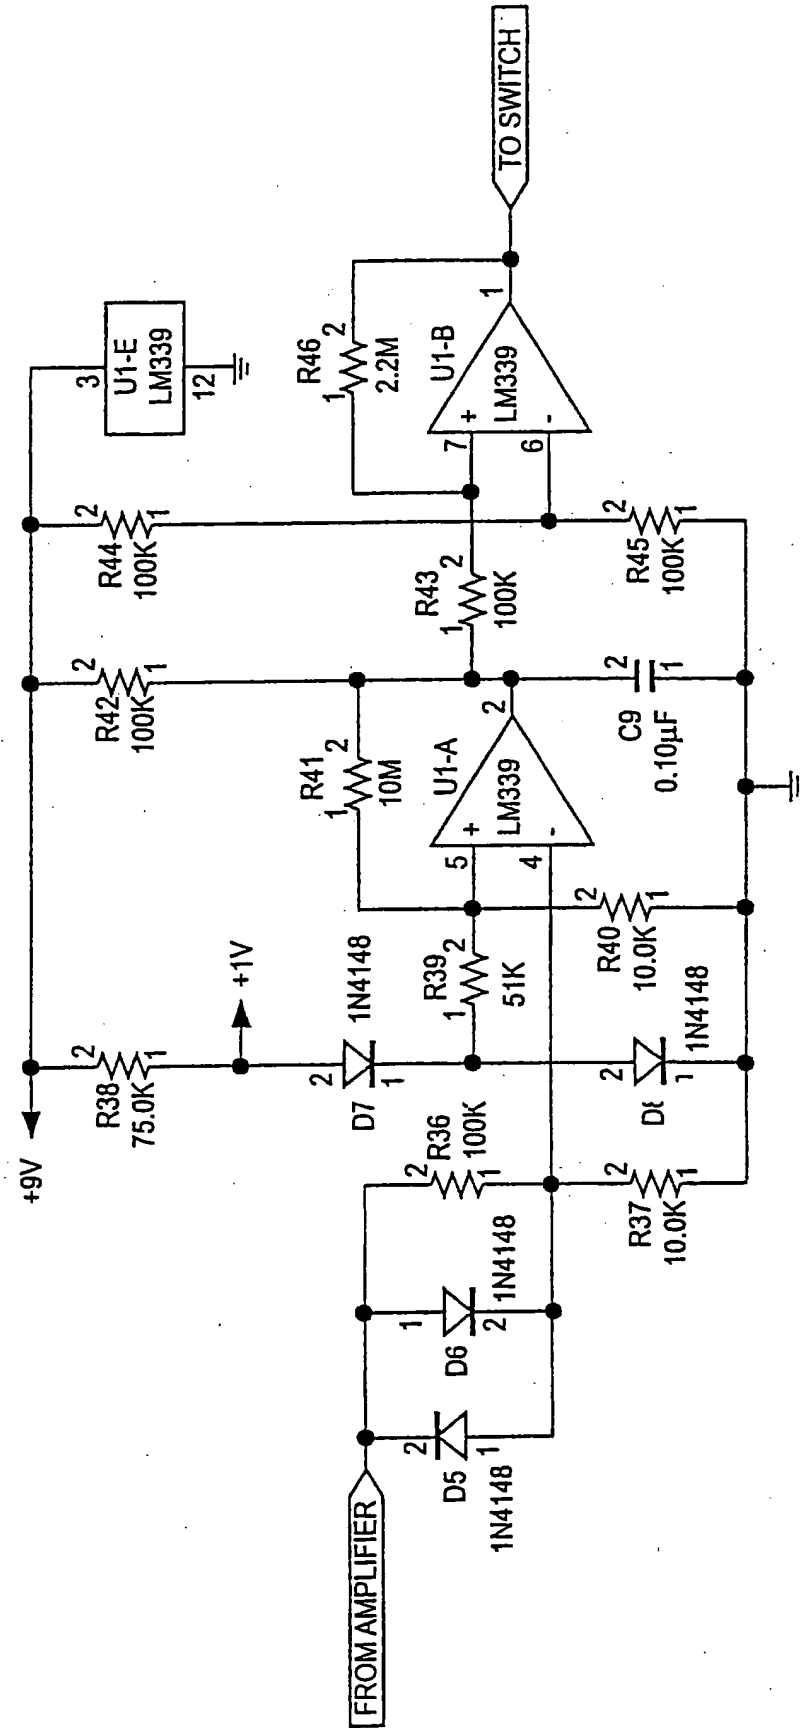 FROM AMPLIFIER
D5
1N4148
2
1
D6
1N4148
1
2
R36
100K
2
1
R37
10.0K
2
1
+9V
R38
75.0K
2
1
+1V
D7
1N4148
2
1
D8
1N4148
2
R39
51K
1
2
R40
10.0K
2
1
R41
10M
1
2
5
4
+
-
U1-A
LM339
2
R42
100K
2
1
C9
0.10µF
2
1
R43
100K
1
2
R44
100K
2
1
R45
100K
2
1
R46
2.2M
1
2
7
6
+
-
U1-B
LM339
1
3
U1-E
LM339
12
TO SWITCH